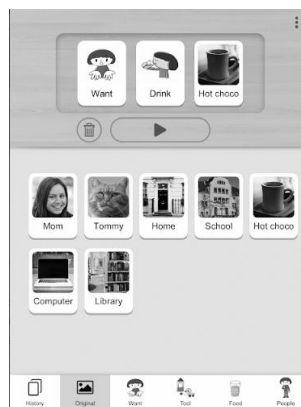 Want Drink Hot choco
Mom Tommy Home School Hot choco
Computer Library
History Original Want Tool Food People